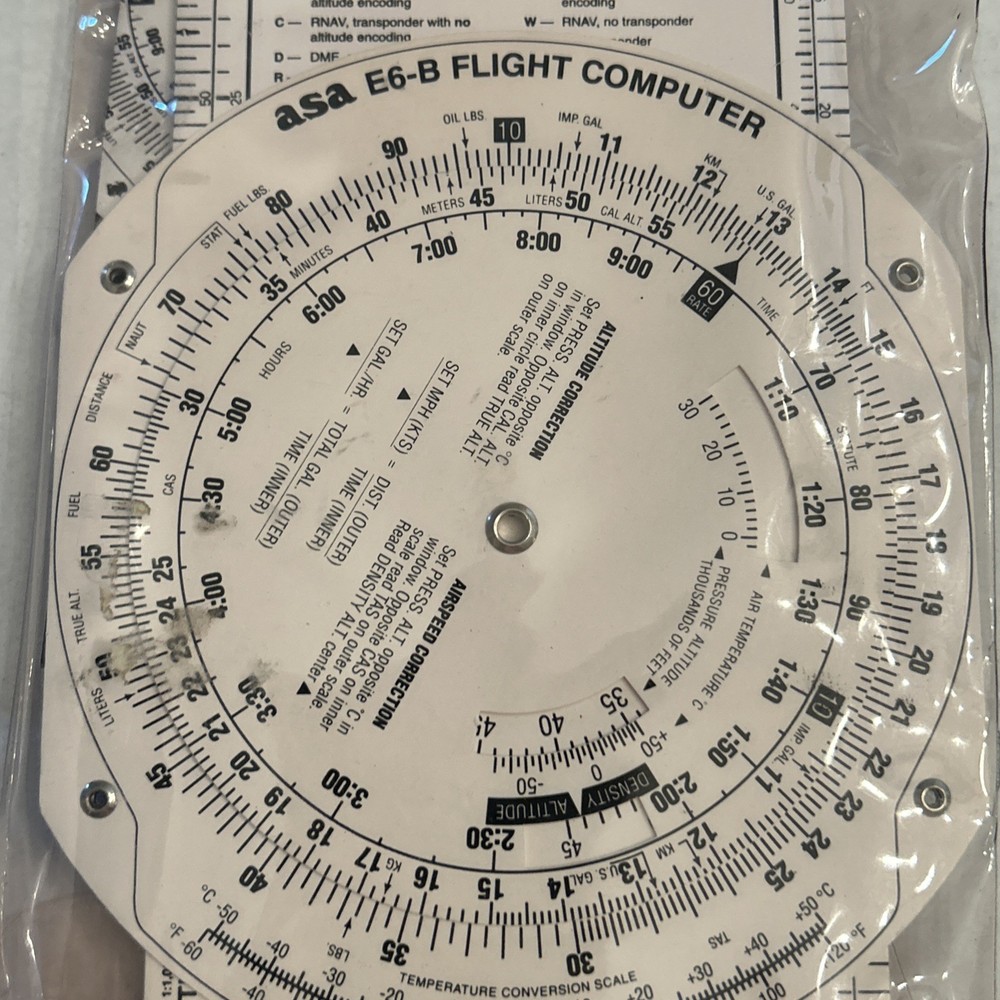 altitude encoding
encoding
C — RNAV, transponder with no
altitude encoding
W — RNAV, no transponder
D — DME
asa E6-B FLIGHT COMPUTER
OIL LBS.
10
IMP. GAL
11
KM
12
U.S. GAL
13
14
FT
15
16
17
18
19
20
21
22
23
24
25
30
35
40
45
50
55
60
70
80
90
LITERS
TRUE ALT.
FUEL
DISTANCE
NAUT
STAT
FUEL LBS.
LBS.
TAS
METERS
45
LITERS
50
CAL ALT.
55
60
RATE
TIME
70
STATUTE
80
90
10
IMP. GAL
11
12
KM
13
U.S. GAL
14
15
16
KG
17
18
19
20
21
22
23
24
25
CAS
30
35
MINUTES
40
7:00
8:00
9:00
1:10
1:20
1:30
1:40
1:50
2:00
2:30
3:00
3:30
4:00
4:30
5:00
HOURS
6:00
ALTITUDE CORRECTION
Set PRESS. ALT. opposite °C
in window. Opposite CAL. ALT.
on inner circle read TRUE ALT.
on outer scale.
SET GAL/HR. = TOTAL GAL. (OUTER)
TIME (INNER)
SET MPH (KTS) = DIST. (OUTER)
TIME (INNER)
AIRSPEED CORRECTION
Set PRESS. ALT. opposite °C in
window. Opposite CAS on inner
scale read TAS on outer scale.
Read DENSITY ALT. center
30
20
10
0
AIR TEMPERATURE °C
PRESSURE ALTITUDE
THOUSANDS OF FEET
35
40
+50
0
-50
DENSITY
ALTITUDE
45
TEMPERATURE CONVERSION SCALE
°C -50
-40
-30
-20
+20
+30
+40
+50 °C
°F -60
-40
100
120 °F
50
25
20